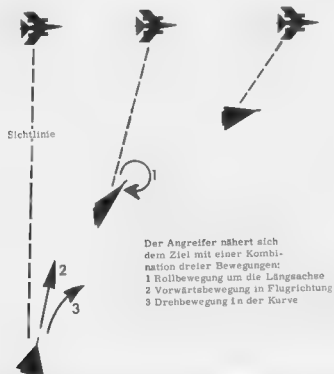 Sichtlinie
1
2
3
Der Angreifer nähert sich
dem Ziel mit einer Kombi-
nation dreier Bewegungen:
1 Rollbewegung um die Längsachse
2 Vorwärtsbewegung in Flugrichtung
3 Drehbewegung in der Kurve